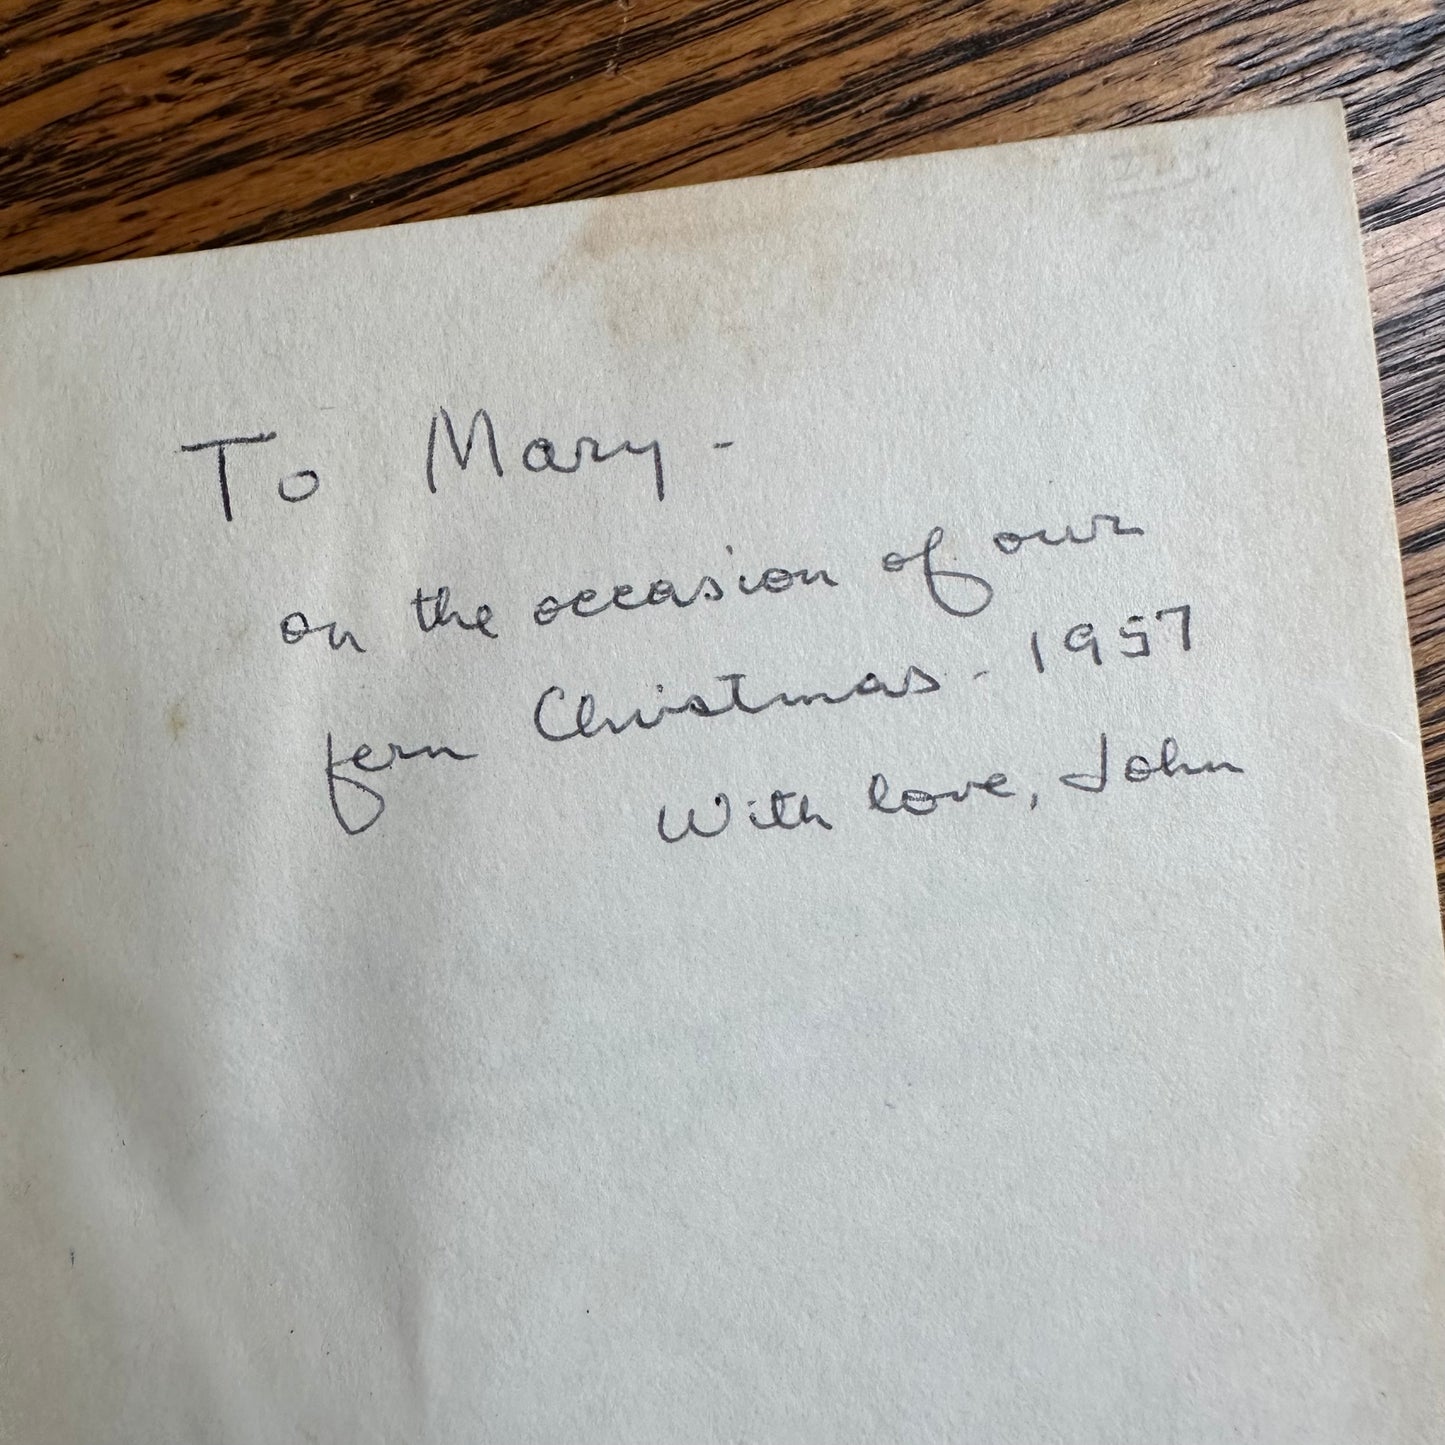 To Mary -
on the occasion of our
fern Christmas - 1957
With love, John